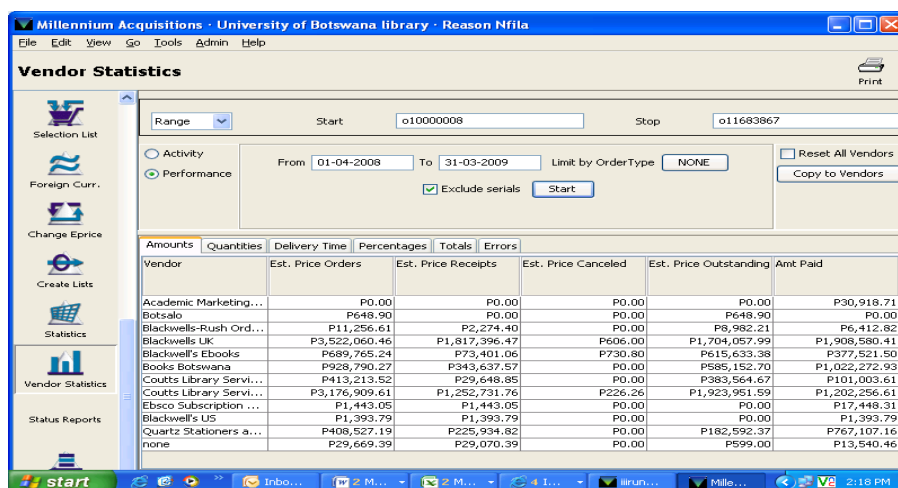 Millennium Acquisitions · University of Botswana library · Reason Nfila
File Edit View Go Tools Admin Help
Vendor Statistics
Print
Selection List
Foreign Curr.
Change Eprice
Create Lists
Statistics
Vendor Statistics
Status Reports
Range Start o10000008 Stop o11683867
Activity
Performance
From 01-04-2008 To 31-03-2009 Limit by OrderType NONE
Exclude serials Start
Reset All Vendors
Copy to Vendors
Amounts Quantities Delivery Time Percentages Totals Errors
Vendor Est. Price Orders Est. Price Receipts Est. Price Canceled Est. Price Outstanding Amt Paid
Academic Marketing... P0.00 P0.00 P0.00 P0.00 P30,918.71
Botsalo P648.90 P0.00 P0.00 P648.90 P0.00
Blackwells-Rush Ord... P11,256.61 P2,274.40 P0.00 P8,982.21 P6,412.82
Blackwells UK P3,522,060.46 P1,817,396.47 P606.00 P1,704,057.99 P1,908,580.41
Blackwell's Ebooks P689,765.24 P73,401.06 P730.80 P615,633.38 P377,521.50
Books Botswana P928,790.27 P343,637.57 P0.00 P585,152.70 P1,022,272.93
Coutts Library Servi... P413,213.52 P29,648.85 P0.00 P383,564.67 P101,003.61
Coutts Library Servi... P3,176,909.61 P1,252,731.76 P226.26 P1,923,951.59 P1,202,256.61
Ebsco Subscription ... P1,443.05 P1,443.05 P0.00 P0.00 P17,448.31
Blackwell's US P1,393.79 P1,393.79 P0.00 P0.00 P1,393.79
Quartz Stationers a... P408,527.19 P225,934.82 P0.00 P182,592.37 P767,107.16
none P29,669.39 P29,070.39 P0.00 P599.00 P13,540.46
start » Inbo... 2 M... 2 M... 4 I... iiirun... Mille... V2 2:18 PM